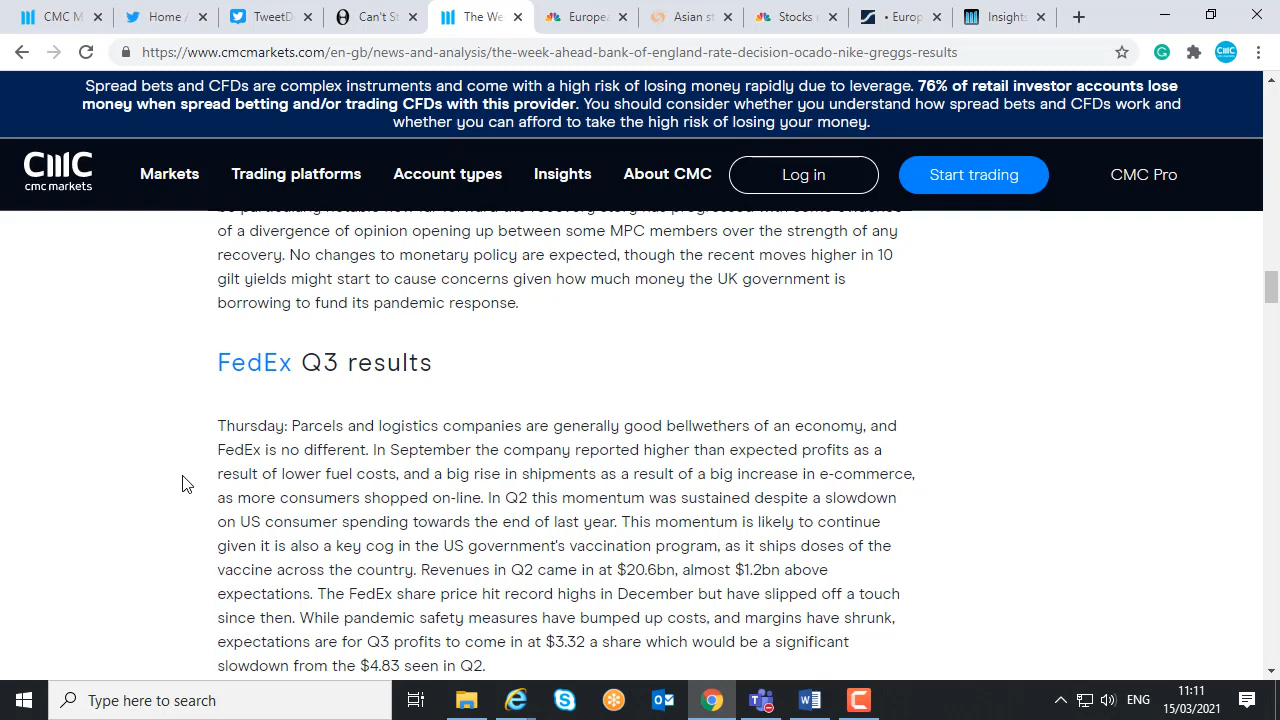 CMC M
Home /
TweetD
Can't St
The We
Europea
Asian st
Stocks r
• Europ
Insights
https://www.cmcmarkets.com/en-gb/news-and-analysis/the-week-ahead-bank-of-england-rate-decision-ocado-nike-greggs-results
Spread bets and CFDs are complex instruments and come with a high risk of losing money rapidly due to leverage. 76% of retail investor accounts lose
money when spread betting and/or trading CFDs with this provider. You should consider whether you understand how spread bets and CFDs work and
whether you can afford to take the high risk of losing your money.
CMC
cmc markets
Markets
Trading platforms
Account types
Insights
About CMC
Log in
Start trading
CMC Pro
of a divergence of opinion opening up between some MPC members over the strength of any
recovery. No changes to monetary policy are expected, though the recent moves higher in 10
gilt yields might start to cause concerns given how much money the UK government is
borrowing to fund its pandemic response.
FedEx Q3 results
Thursday: Parcels and logistics companies are generally good bellwethers of an economy, and
FedEx is no different. In September the company reported higher than expected profits as a
result of lower fuel costs, and a big rise in shipments as a result of a big increase in e-commerce,
as more consumers shopped on-line. In Q2 this momentum was sustained despite a slowdown
on US consumer spending towards the end of last year. This momentum is likely to continue
given it is also a key cog in the US government's vaccination program, as it ships doses of the
vaccine across the country. Revenues in Q2 came in at $20.6bn, almost $1.2bn above
expectations. The FedEx share price hit record highs in December but have slipped off a touch
since then. While pandemic safety measures have bumped up costs, and margins have shrunk,
expectations are for Q3 profits to come in at $3.32 a share which would be a significant
slowdown from the $4.83 seen in Q2.
Type here to search
ENG
11:11
15/03/2021